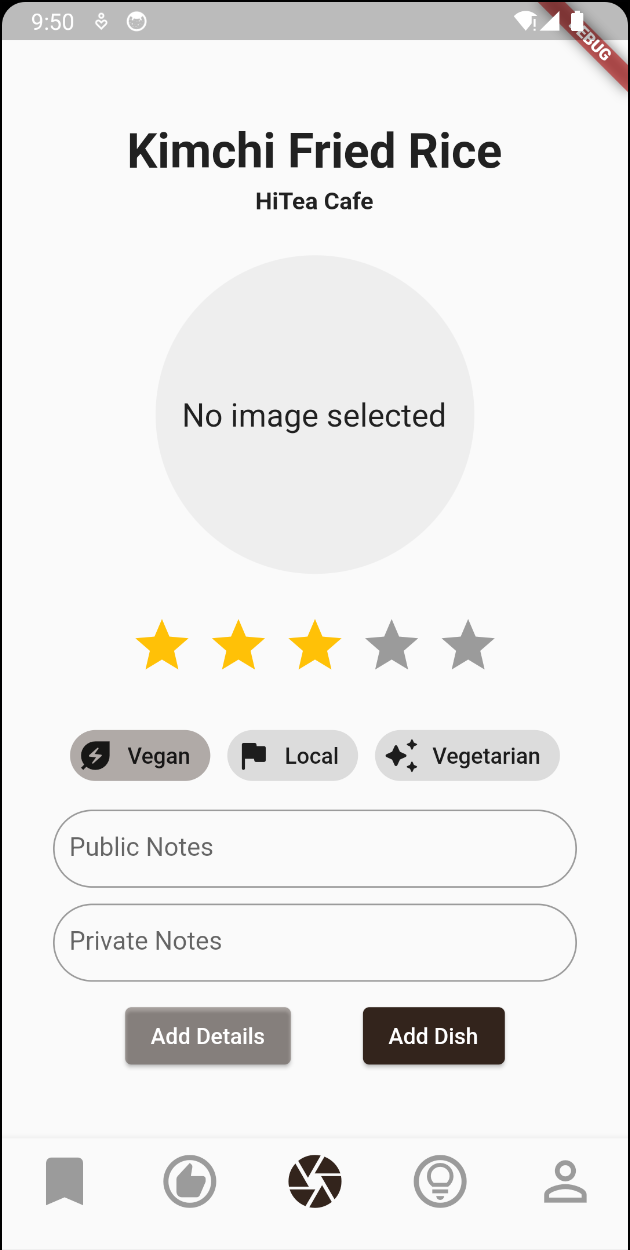 9:50
DEBUG
Kimchi Fried Rice
HiTea Cafe
No image selected
Vegan
Local
Vegetarian
Public Notes
Private Notes
Add Details
Add Dish